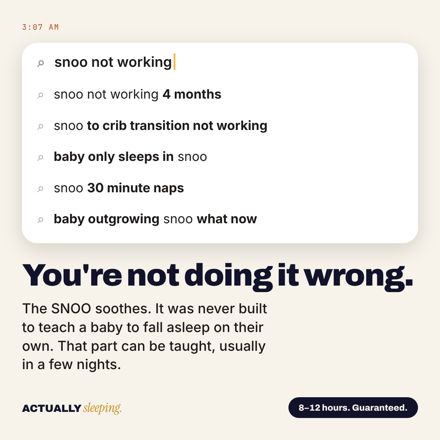 3:07 AM
snoo not working
snoo not working 4 months
snoo to crib transition not working
baby only sleeps in snoo
snoo 30 minute naps
baby outgrowing snoo what now
You're not doing it wrong.
The SNOO soothes. It was never built
to teach a baby to fall asleep on their
own. That part can be taught, usually
in a few nights.
ACTUALLY sleeping.
8–12 hours. Guaranteed.